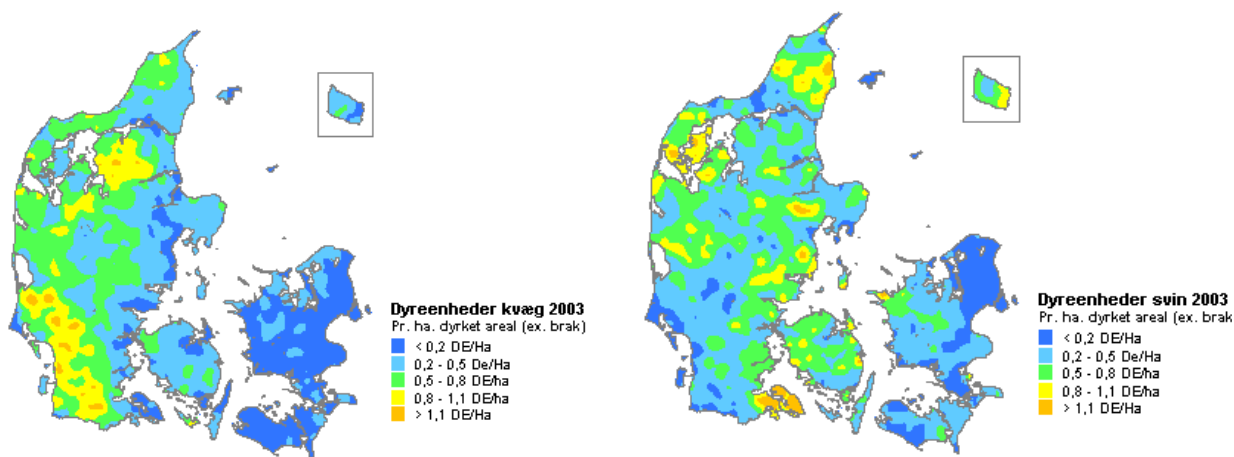 Dyreenheder kvæg 2003
Pr. ha. dyrket areal (ex. brak)
< 0,2 DE/Ha
0,2 - 0,5 De/Ha
0,5 - 0,8 DE/ha
0,8 - 1,1 DE/ha
> 1,1 DE/Ha
Dyreenheder svin 2003
Pr. ha. dyrket areal (ex. brak
< 0,2 DE/Ha
0,2 - 0,5 De/Ha
0,5 - 0,8 DE/ha
0,8 - 1,1 DE/ha
> 1,1 DE/Ha